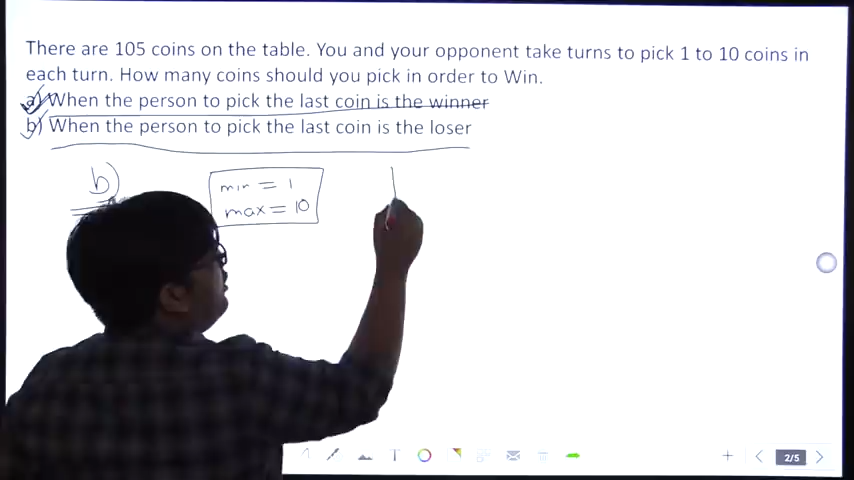 There are 105 coins on the table. You and your opponent take turns to pick 1 to 10 coins in
each turn. How many coins should you pick in order to Win.
a) When the person to pick the last coin is the winner
b) When the person to pick the last coin is the loser
b)
min = 1
max = 10
T
2/5